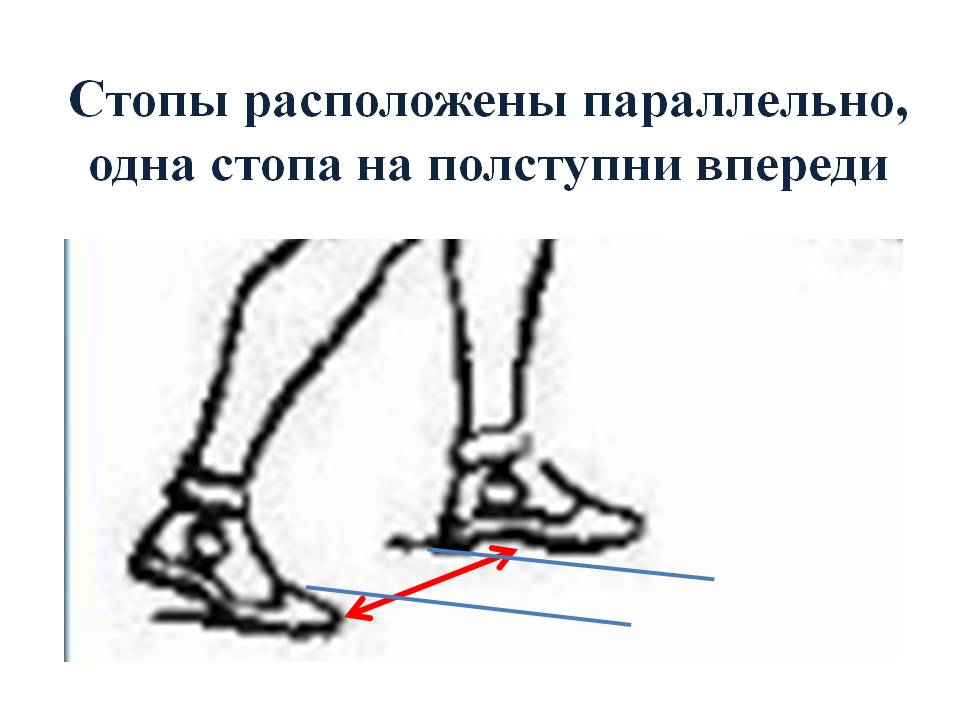 Стопы расположены параллельно,
одна стопа на полступни впереди